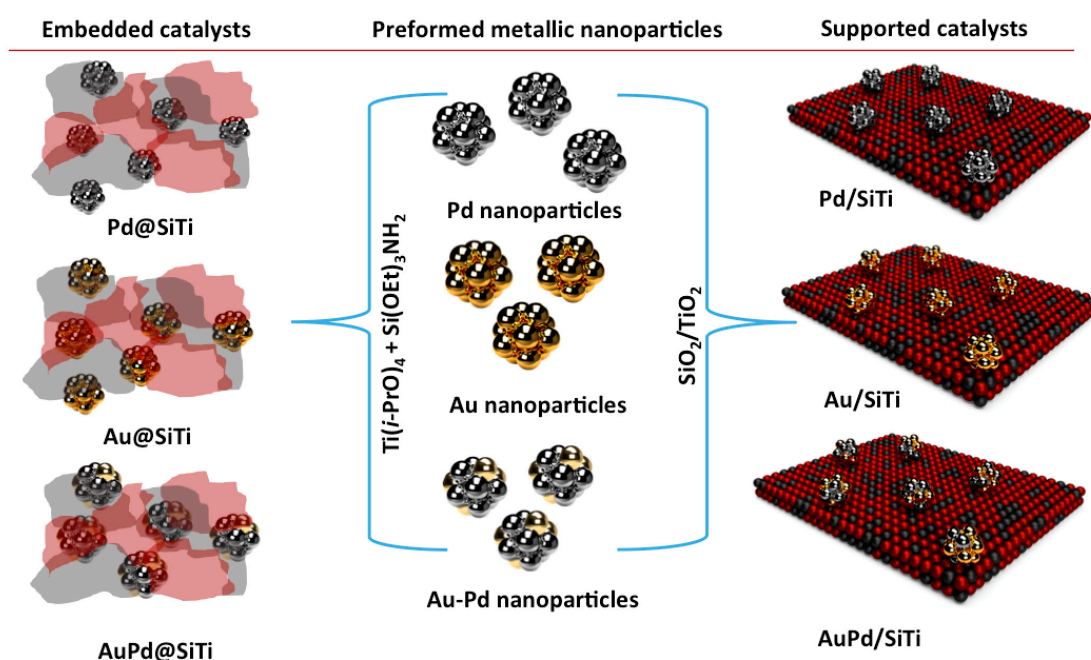 Embedded catalysts
Preformed metallic nanoparticles
Supported catalysts
Pd@SiTi
Au@SiTi
AuPd@SiTi
Ti(i-PrO)₄ + Si(OEt)₃NH₂
Pd nanoparticles
Au nanoparticles
Au-Pd nanoparticles
SiO₂/TiO₂
Pd/SiTi
Au/SiTi
AuPd/SiTi